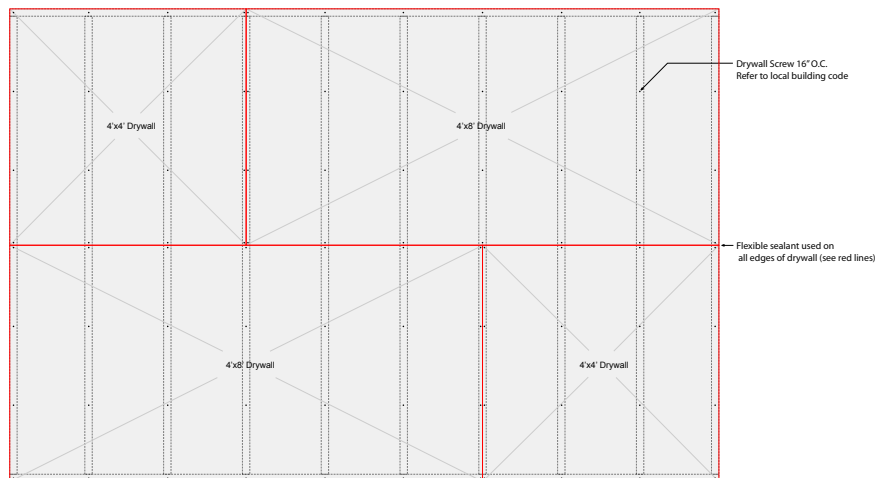 Drywall Screw 16" O.C.
Refer to local building code
4'x4' Drywall
4'x8' Drywall
Flexible sealant used on
all edges of drywall (see red lines)
4'x8' Drywall
4'x4' Drywall